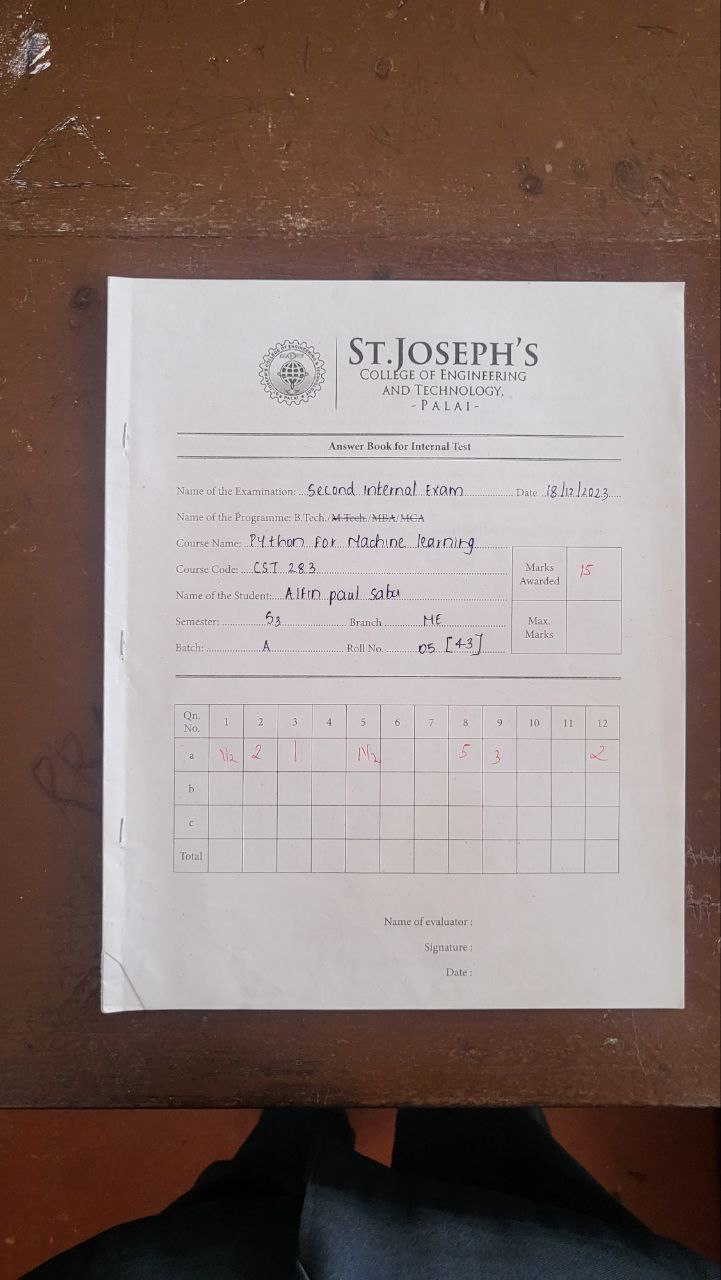 ST.JOSEPH'S
COLLEGE OF ENGINEERING
AND TECHNOLOGY,
- PALAI -
Answer Book for Internal Test
Name of the Examination: Second Internal Exam Date 18/12/2023
Name of the Programme: B.Tech./M.Tech./MBA/MCA
Course Name: Python For Machine learning
Course Code: CST 283
Marks Awarded 15
Name of the Student: Alfin paul Sabu
Semester: S3 Branch ME
Max. Marks
Batch: A Roll No. 05 [43]
Qn. No. 1 2 3 4 5 6 7 8 9 10 11 12
a 1/2 2 1 1 1/2 5 3 2
b
c
Total
Name of evaluator :
Signature :
Date :